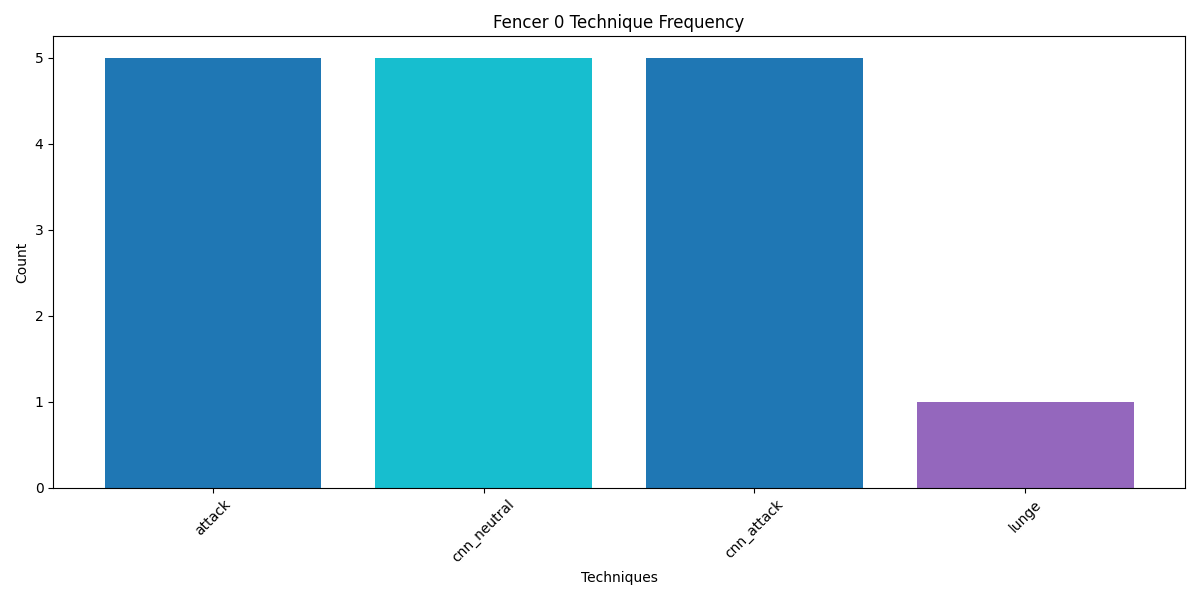 Fencer 0 Technique Frequency
Count
5
4
3
2
1
0
attack
cnn_neutral
cnn_attack
lunge
Techniques